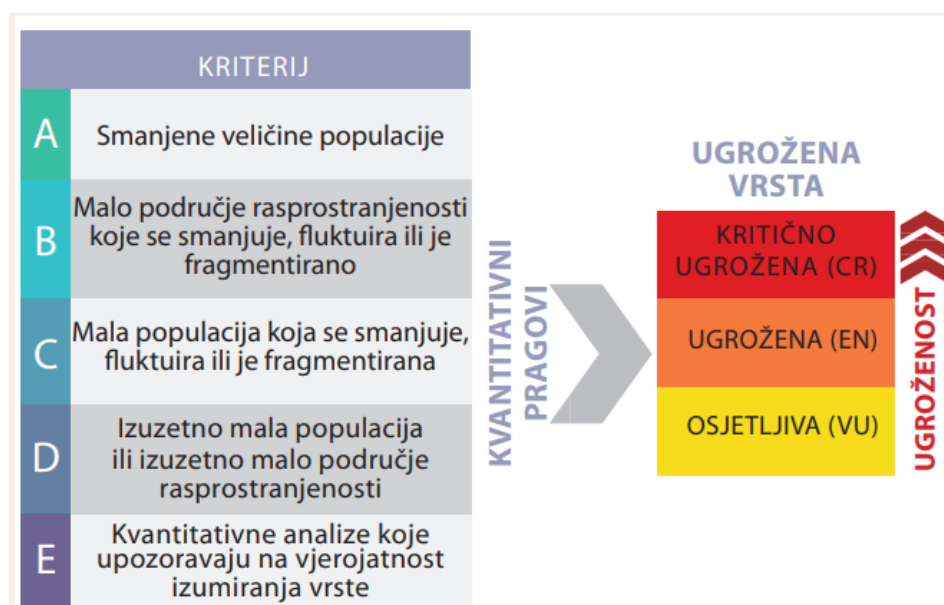 KRITERIJ
A
Smanjene veličine populacije
B
Malo područje rasprostranjenosti
koje se smanjuje, fluktuira ili je
fragmentirano
C
Mala populacija koja se smanjuje,
fluktuira ili je fragmentirana
D
Izuzetno mala populacija
ili izuzetno malo područje
rasprostranjenosti
E
Kvantitativne analize koje
upozoravaju na vjerojatnost
izumiranja vrste
KVANTITATIVNI
PRAGOVI
UGROŽENA
VRSTA
KRITIČNO
UGROŽENA (CR)
UGROŽENA (EN)
OSJETLJIVA (VU)
UGROŽENOST